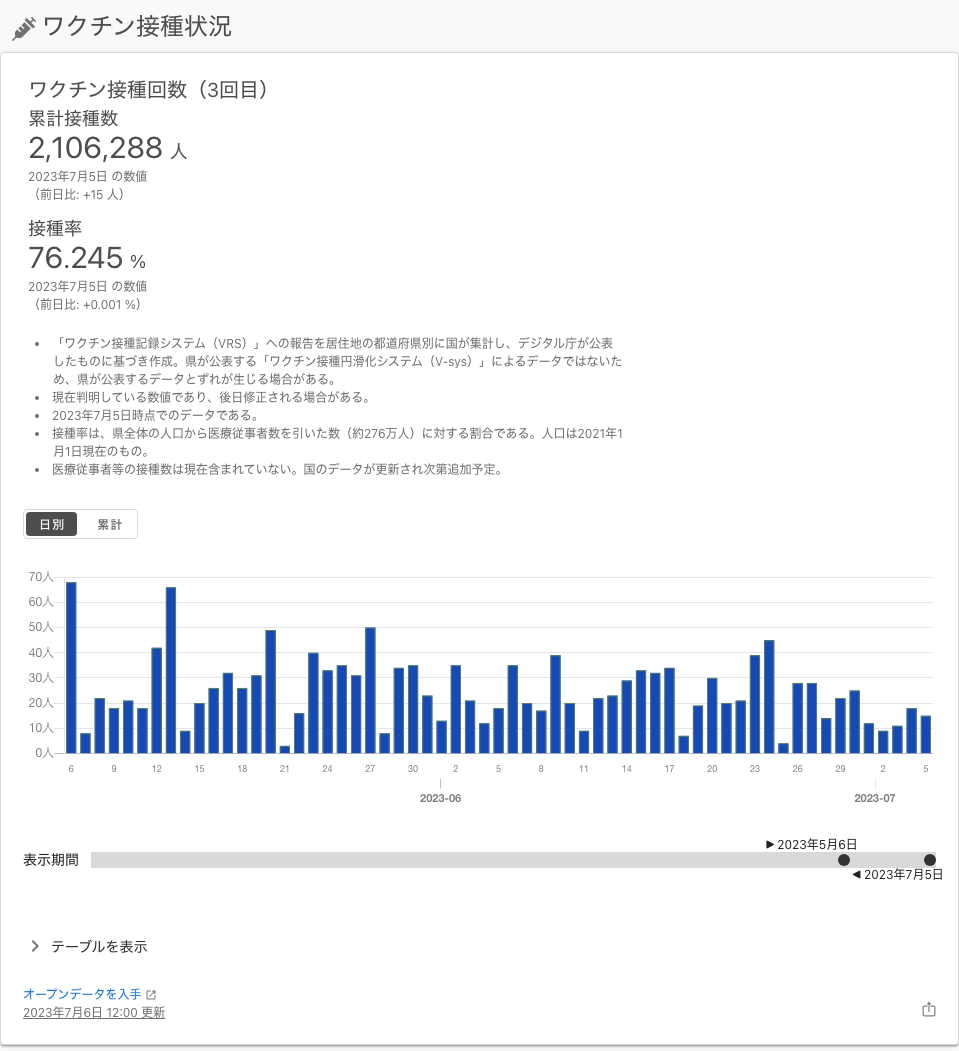 ワクチン接種状況
ワクチン接種回数（3回目）
累計接種数
2,106,288 人
2023年7月5日 の数値
（前日比: +15 人）
接種率
76.245 %
2023年7月5日 の数値
（前日比: +0.001 %）
「ワクチン接種記録システム（VRS）」への報告を居住地の都道府県別に国が集計し、デジタル庁が公表
したものに基づき作成。県が公表する「ワクチン接種円滑化システム（V-sys）」によるデータではないた
め、県が公表するデータとずれが生じる場合がある。
現在判明している数値であり、後日修正される場合がある。
2023年7月5日時点でのデータである。
接種率は、県全体の人口から医療従事者数を引いた数（約276万人）に対する割合である。人口は2021年1
月1日現在のもの。
医療従事者等の接種数は現在含まれていない。国のデータが更新され次第追加予定。
日別 累計
70人
60人
50人
40人
30人
20人
10人
0人
6 9 12 15 18 21 24 27 30 2 5 8 11 14 17 20 23 26 29 2 5
2023-06 2023-07
2023年5月6日
表示期間
2023年7月5日
テーブルを表示
オープンデータを入手
2023年7月6日 12:00 更新